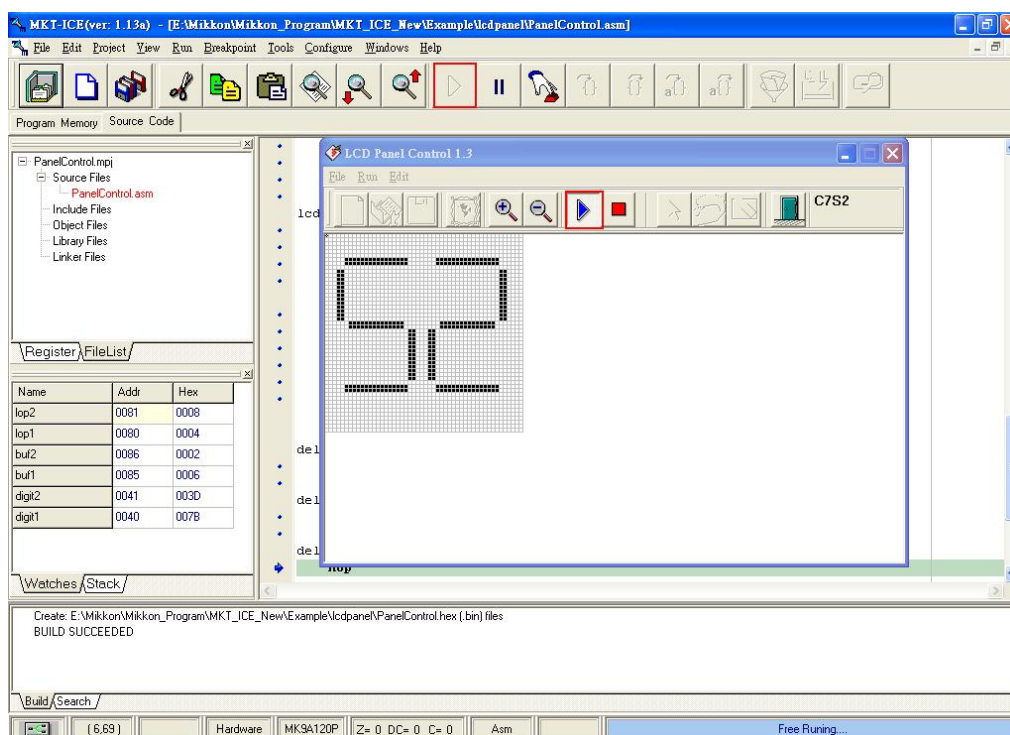 MKT-ICE(ver: 1.13a) - [E:\Mikkon\Mikkon_Program\MKT_ICE_New\Example\lcdpanel\PanelControl.asm]
File Edit Project View Run Breakpoint Tools Configure Windows Help
Program Memory Source Code
PanelControl.mpj
Source Files
PanelControl.asm
Include Files
Object Files
Library Files
Linker Files
Register FileList
Name Addr Hex
lop2 0081 0008
lop1 0080 0004
buf2 0086 0002
buf1 0085 0006
digit2 0041 003D
digit1 0040 007B
Watches Stack
lcd
del
del
del
nop
LCD Panel Control 1.3
File Run Edit
C7S2
Create: E:\Mikkon\Mikkon_Program\MKT_ICE_New\Example\lcdpanel\PanelControl.hex (.bin) files
BUILD SUCCEEDED
Build Search
(6,69) Hardware MK9A120P Z= 0 DC= 0 C= 0 Asm Free Runing....